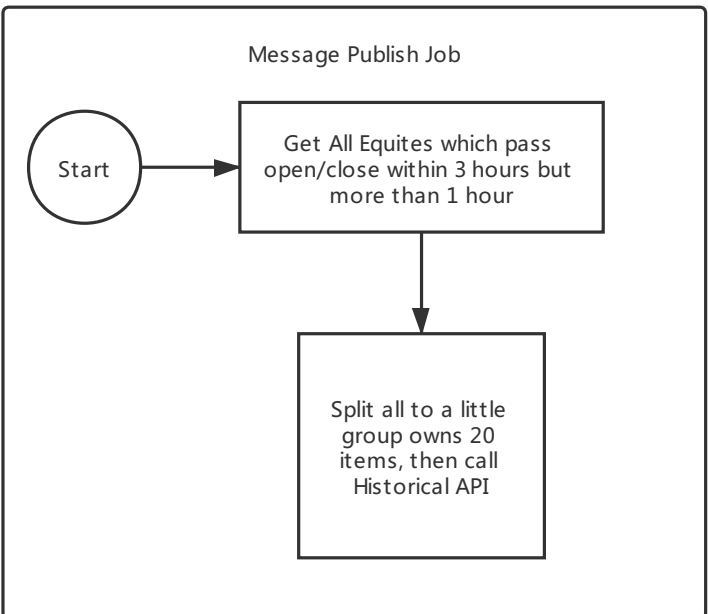 Message Publish Job
Start
Get All Equites which pass
open/close within 3 hours but
more than 1 hour
Split all to a little
group owns 20
items, then call
Historical API